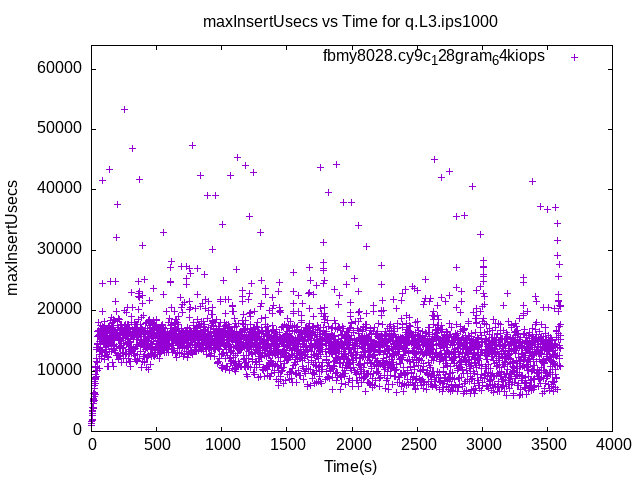 maxInsertUsecs vs Time for q.L3.ips1000
fbmy8028.cy9c128gram64kiops
60000
50000
40000
30000
20000
10000
0
maxInsertUsecs
0 500 1000 1500 2000 2500 3000 3500 4000
Time(s)